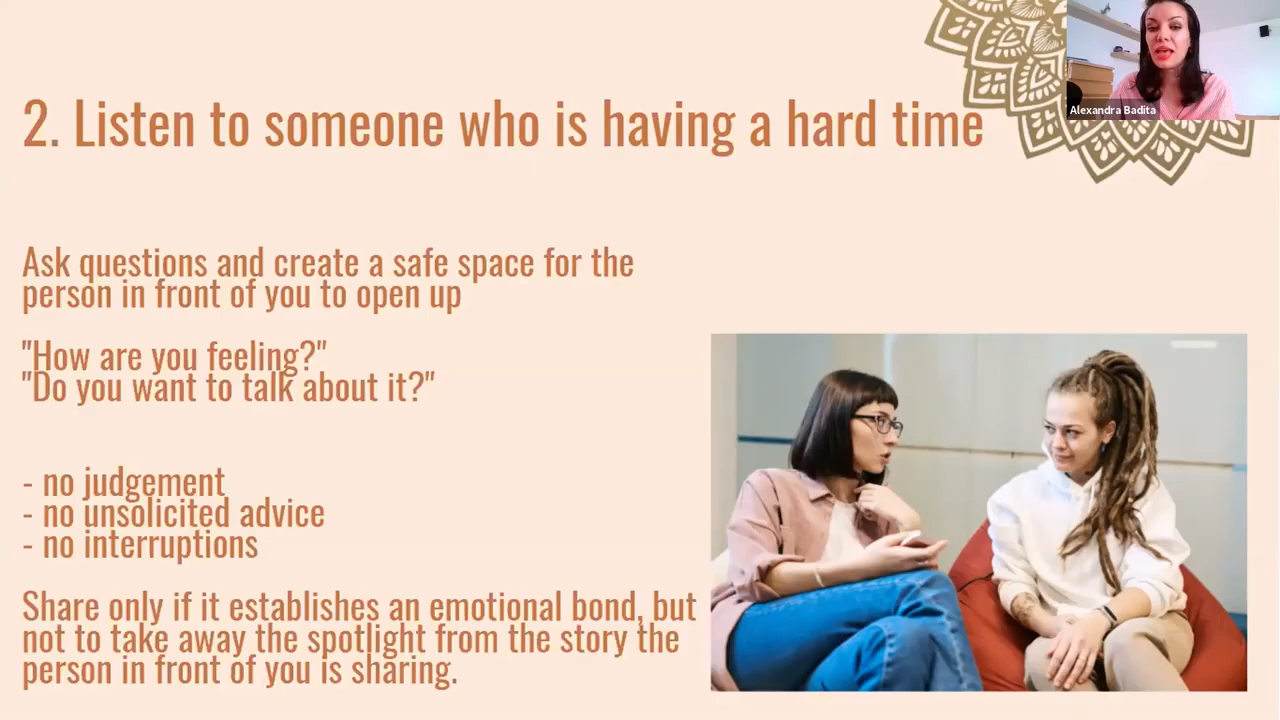 Alexandra Badita
2. Listen to someone who is having a hard time
Ask questions and create a safe space for the
person in front of you to open up
"How are you feeling?"
"Do you want to talk about it?"
- no judgement
- no unsolicited advice
- no interruptions
Share only if it establishes an emotional bond, but
not to take away the spotlight from the story the
person in front of you is sharing.